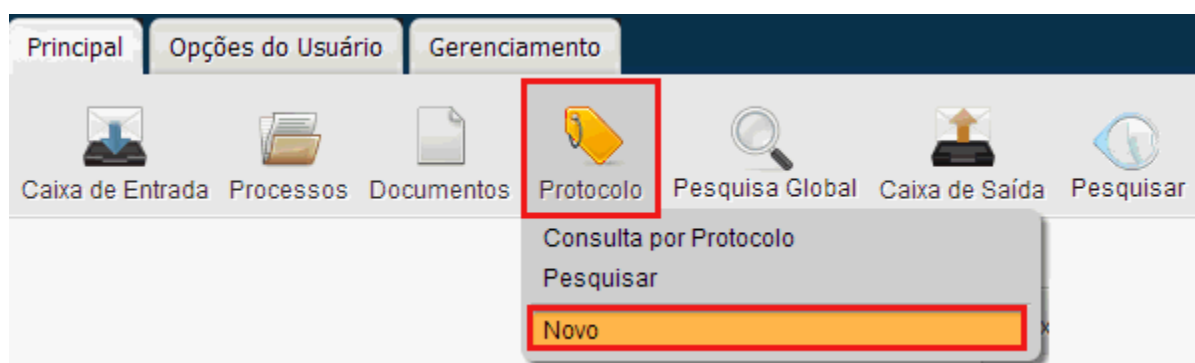 Principal Opções do Usuário Gerenciamento
Caixa de Entrada Processos Documentos Protocolo Pesquisa Global Caixa de Saída Pesquisar
Consulta por Protocolo
Pesquisar
Novo